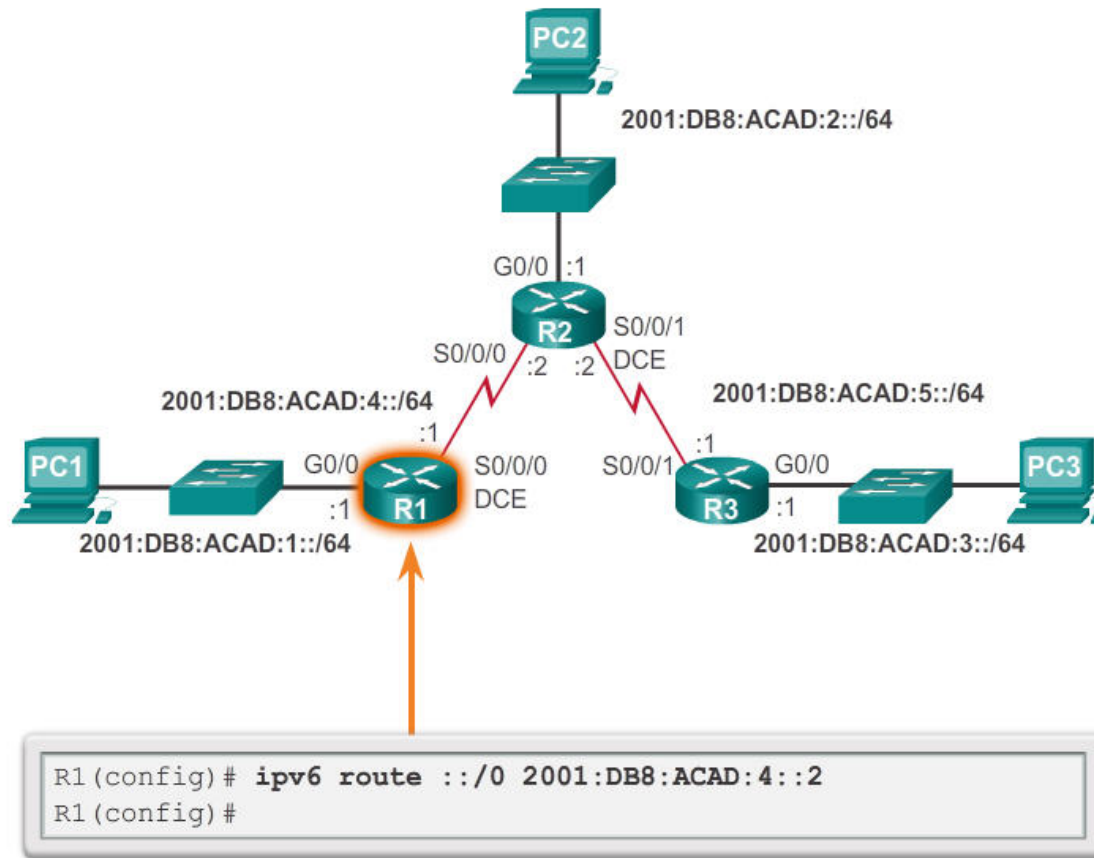 PC2
2001:DB8:ACAD:2::/64
G0/0 :1
R2
S0/0/0
S0/0/1
:2 :2 DCE
2001:DB8:ACAD:4::/64
2001:DB8:ACAD:5::/64
:1
:1
PC1
G0/0
S0/0/0
S0/0/1
G0/0
PC3
:1
R1
DCE
R3
:1
2001:DB8:ACAD:1::/64
2001:DB8:ACAD:3::/64
R1(config)# ipv6 route ::/0 2001:DB8:ACAD:4::2
R1(config)#